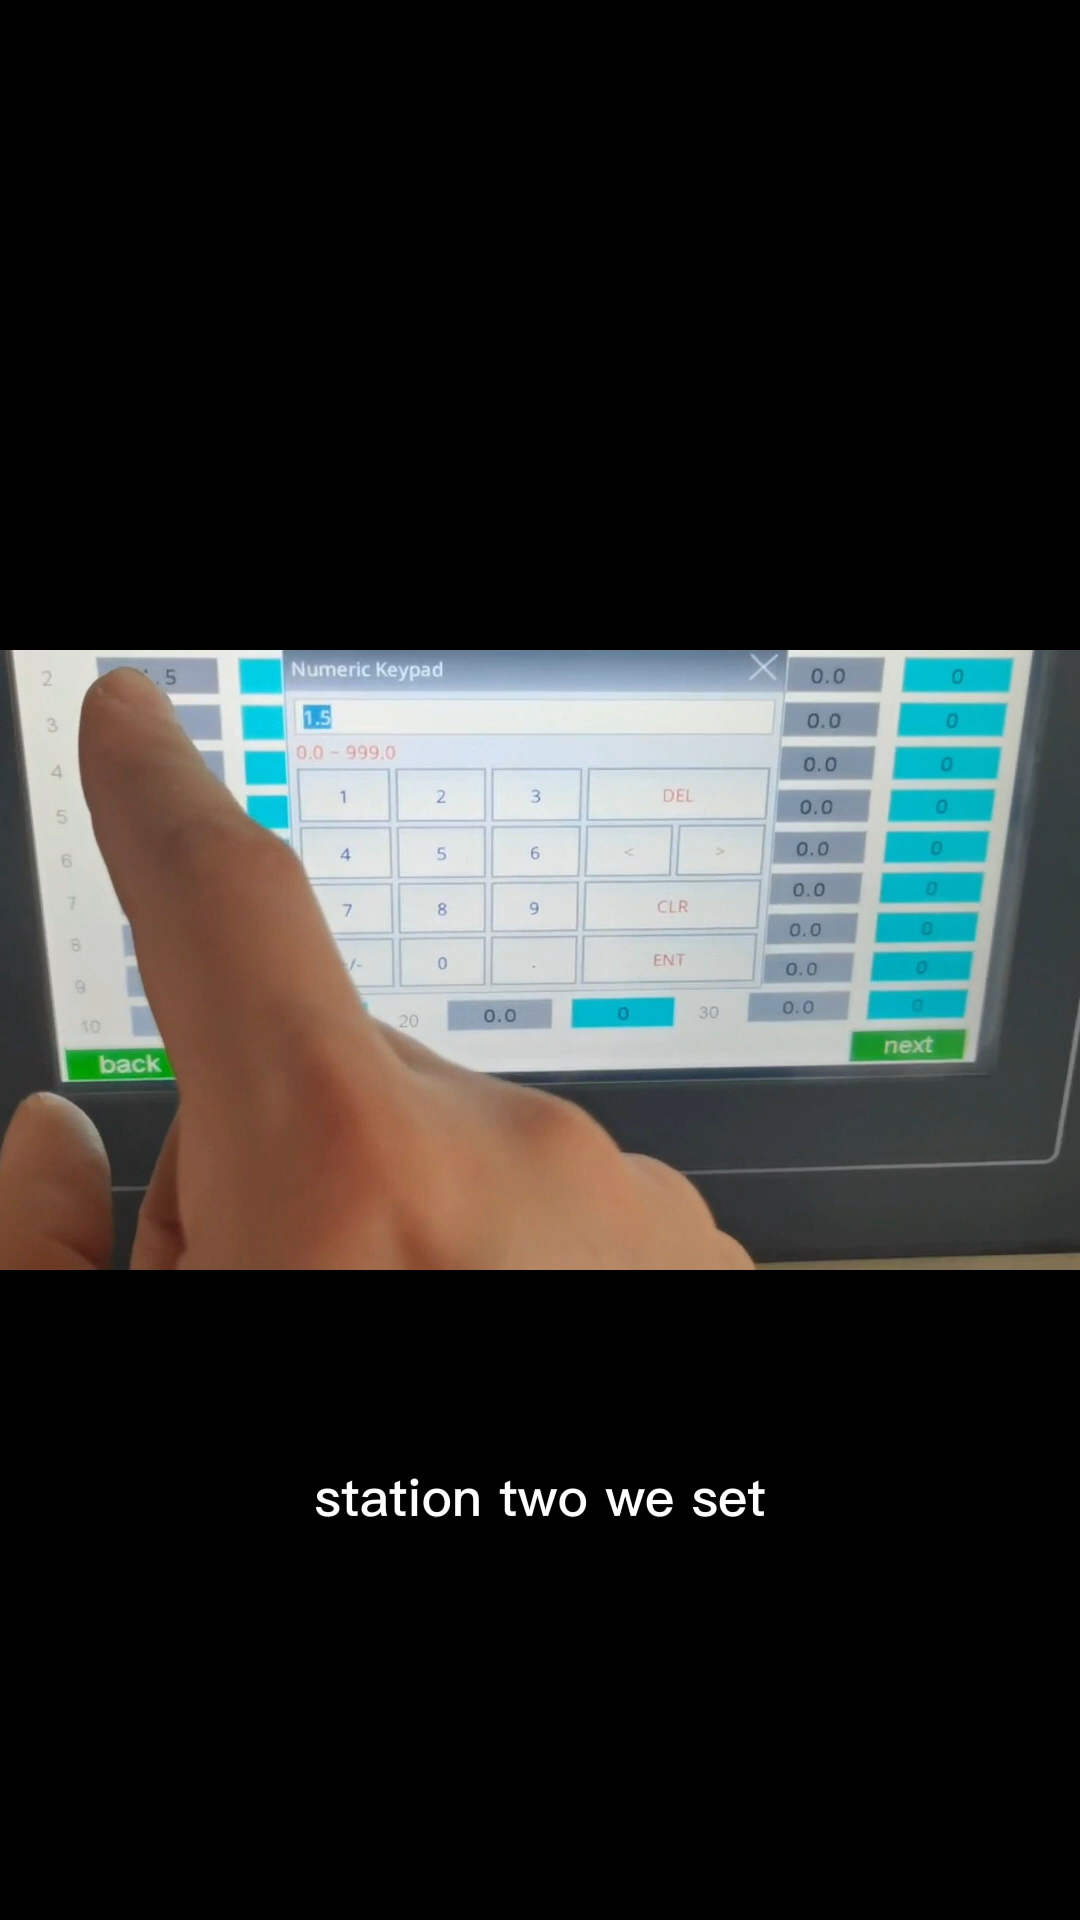 2 .5 Numeric Keypad 0.0 0
1.5
3 0.0 0
0.0 - 999.0
4 1 2 3 DEL 0.0 0
5 0.0 0
6 4 5 6 < > 0.0 0
7 7 8 9 CLR 0.0 0
8 0.0 0
9 /- 0 . ENT 0.0 0
10 20 0.0 0 30 0.0 0
back next
station two we set